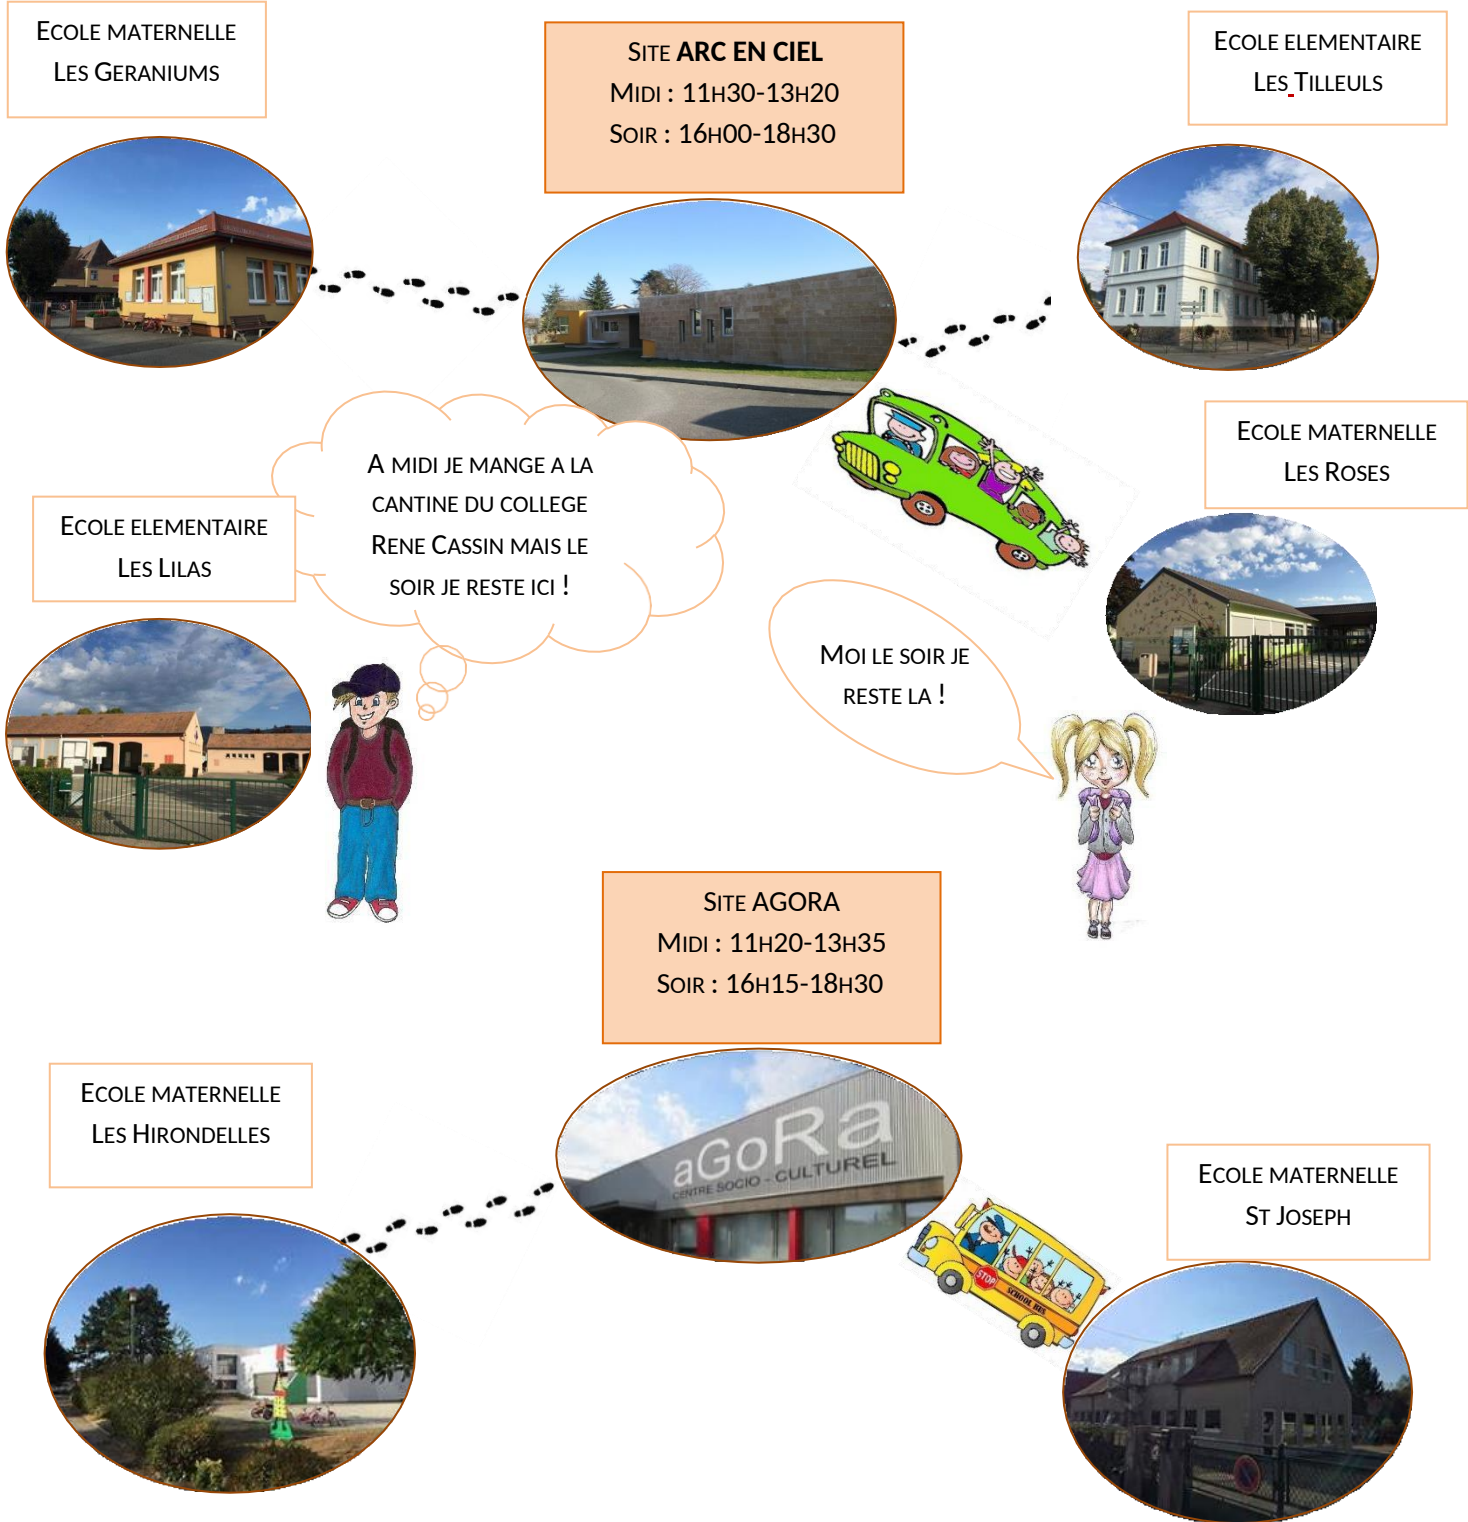 ECOLE MATERNELLE
LES GERANIUMS
SITE ARC EN CIEL
MIDI : 11H30-13H20
SOIR : 16H00-18H30
ECOLE ELEMENTAIRE
LES TILLEULS
A MIDI JE MANGE A LA
CANTINE DU COLLEGE
RENE CASSIN MAIS LE
SOIR JE RESTE ICI !
ECOLE MATERNELLE
LES ROSES
ECOLE ELEMENTAIRE
LES LILAS
MOI LE SOIR JE
RESTE LA !
SITE AGORA
MIDI : 11H20-13H35
SOIR : 16H15-18H30
ECOLE MATERNELLE
LES HIRONDELLES
aGoRa
CENTRE SOCIO - CULTUREL
ECOLE MATERNELLE
ST JOSEPH
STOP
SCHOOL BUS